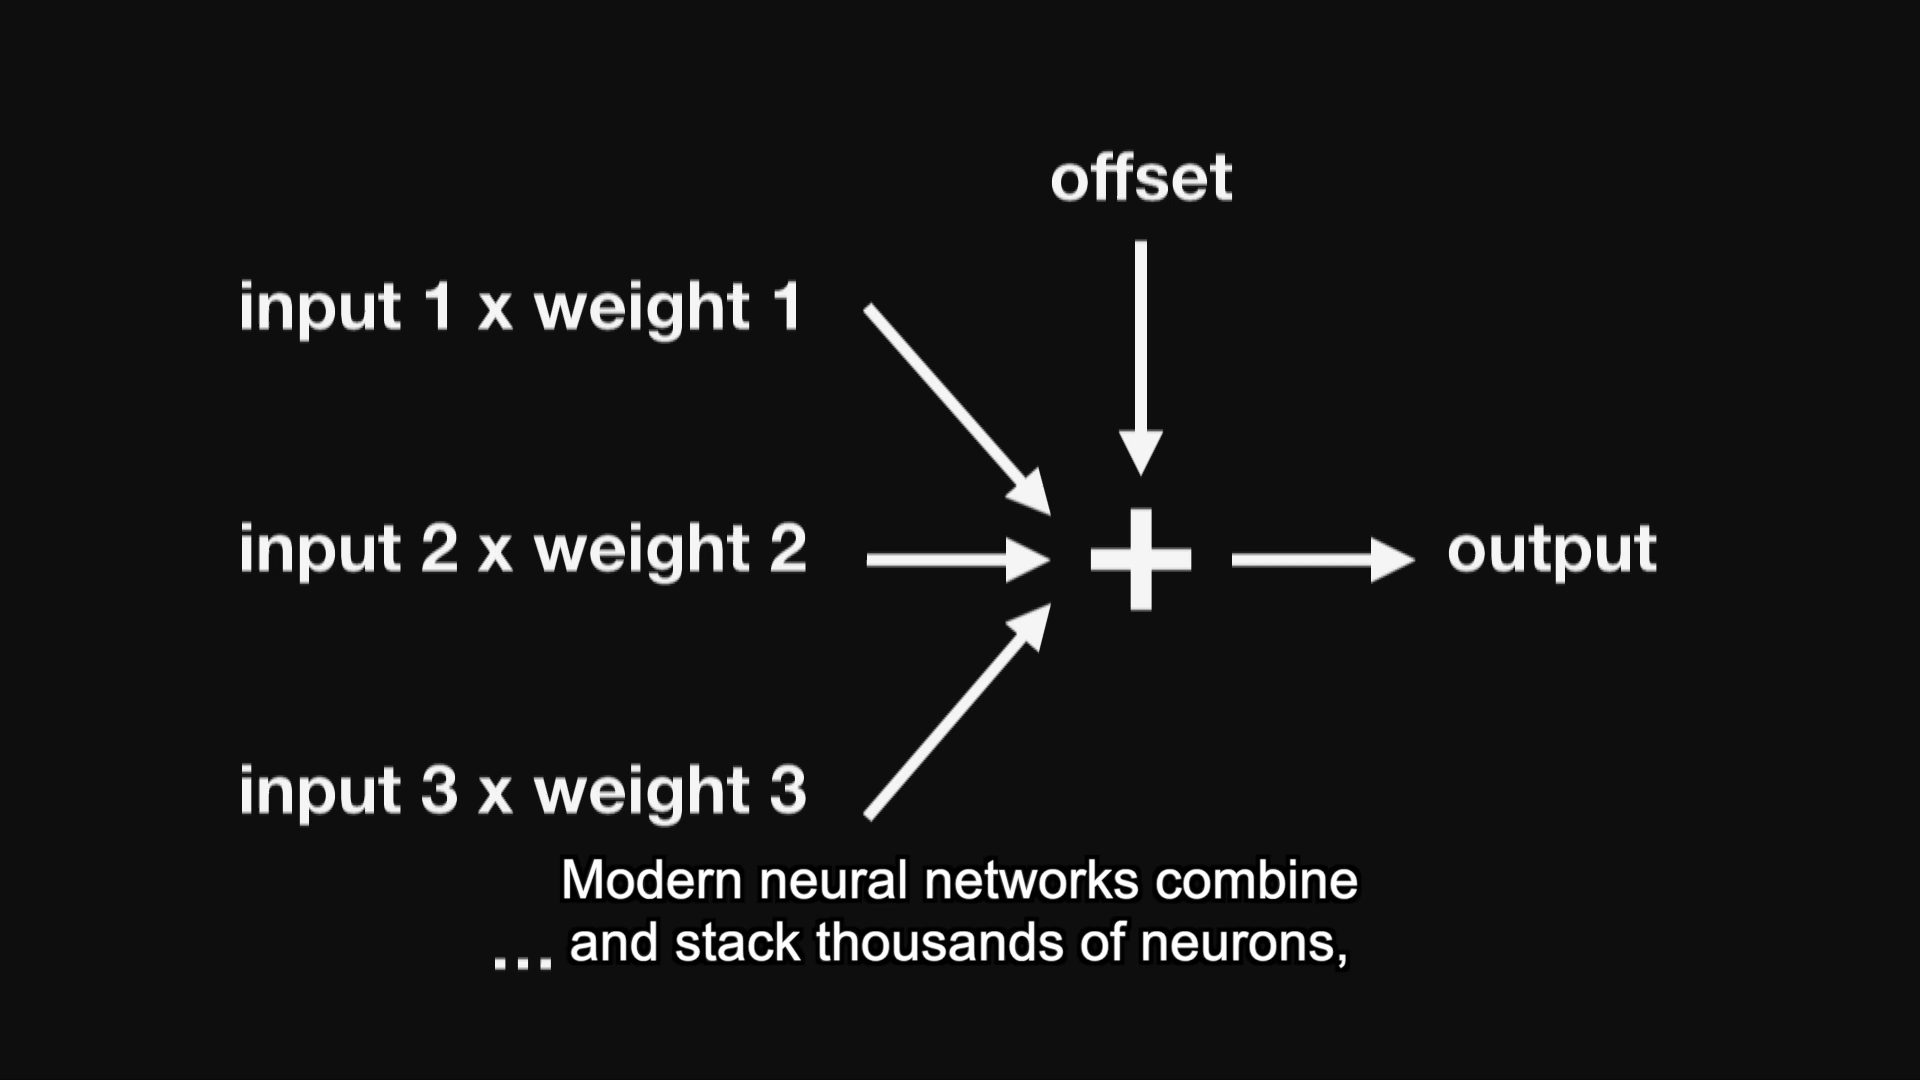 offset
input 1 x weight 1
input 2 x weight 2
+
output
input 3 x weight 3
Modern neural networks combine
... and stack thousands of neurons,